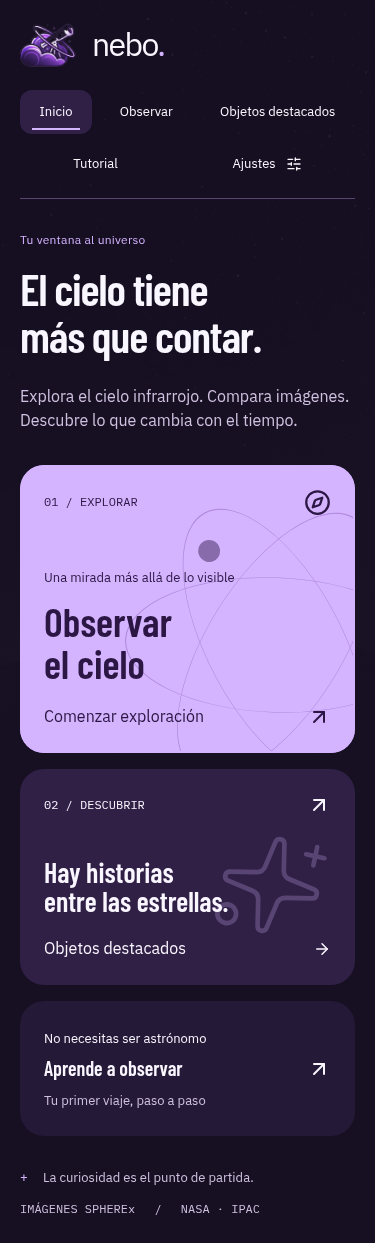 nebo.
Inicio
Observar
Objetos destacados
Tutorial
Ajustes
Tu ventana al universo
El cielo tiene
más que contar.
Explora el cielo infrarrojo. Compara imágenes.
Descubre lo que cambia con el tiempo.
01 / EXPLORAR
Una mirada más allá de lo visible
Observar
el cielo
Comenzar exploración
02 / DESCUBRIR
Hay historias
entre las estrellas.
Objetos destacados
No necesitas ser astrónomo
Aprende a observar
Tu primer viaje, paso a paso
+ La curiosidad es el punto de partida.
IMÁGENES SPHEREx / NASA · IPAC